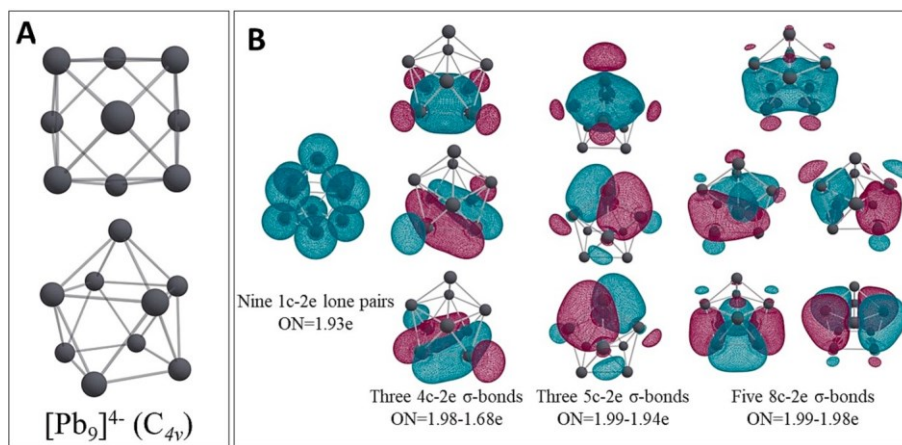 A
[Pb₉]⁴⁻ (C₄ᵥ)
B
Nine 1c-2e lone pairs
ON=1.93e
Three 4c-2e σ-bonds
ON=1.98-1.68e
Three 5c-2e σ-bonds
ON=1.99-1.94e
Five 8c-2e σ-bonds
ON=1.99-1.98e